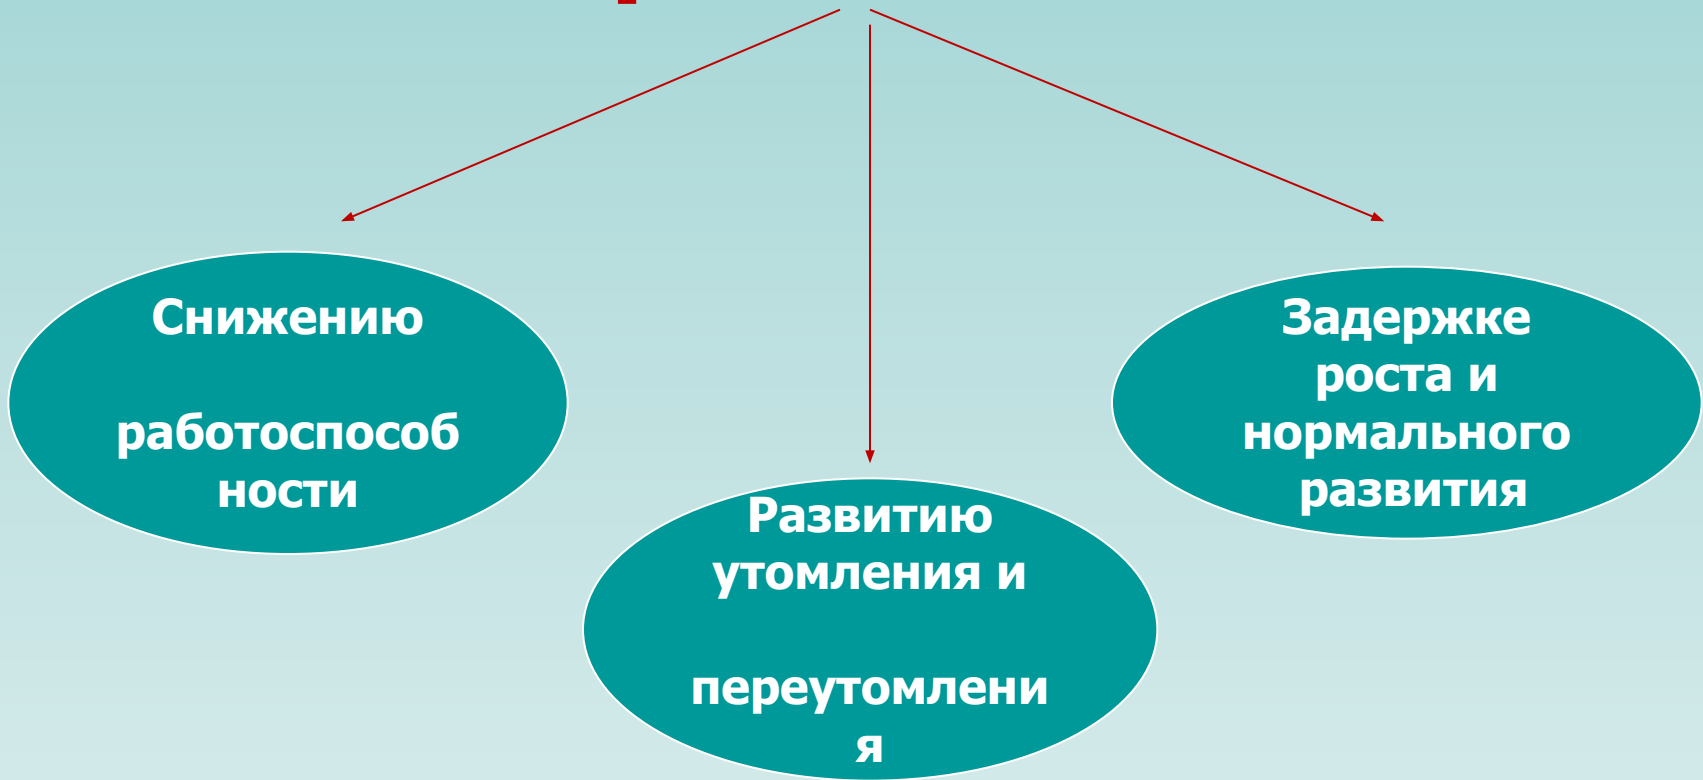 Снижению
работоспособ
ности
Развитию
утомления и
переутомлени
я
Задержке
роста и
нормального
развития